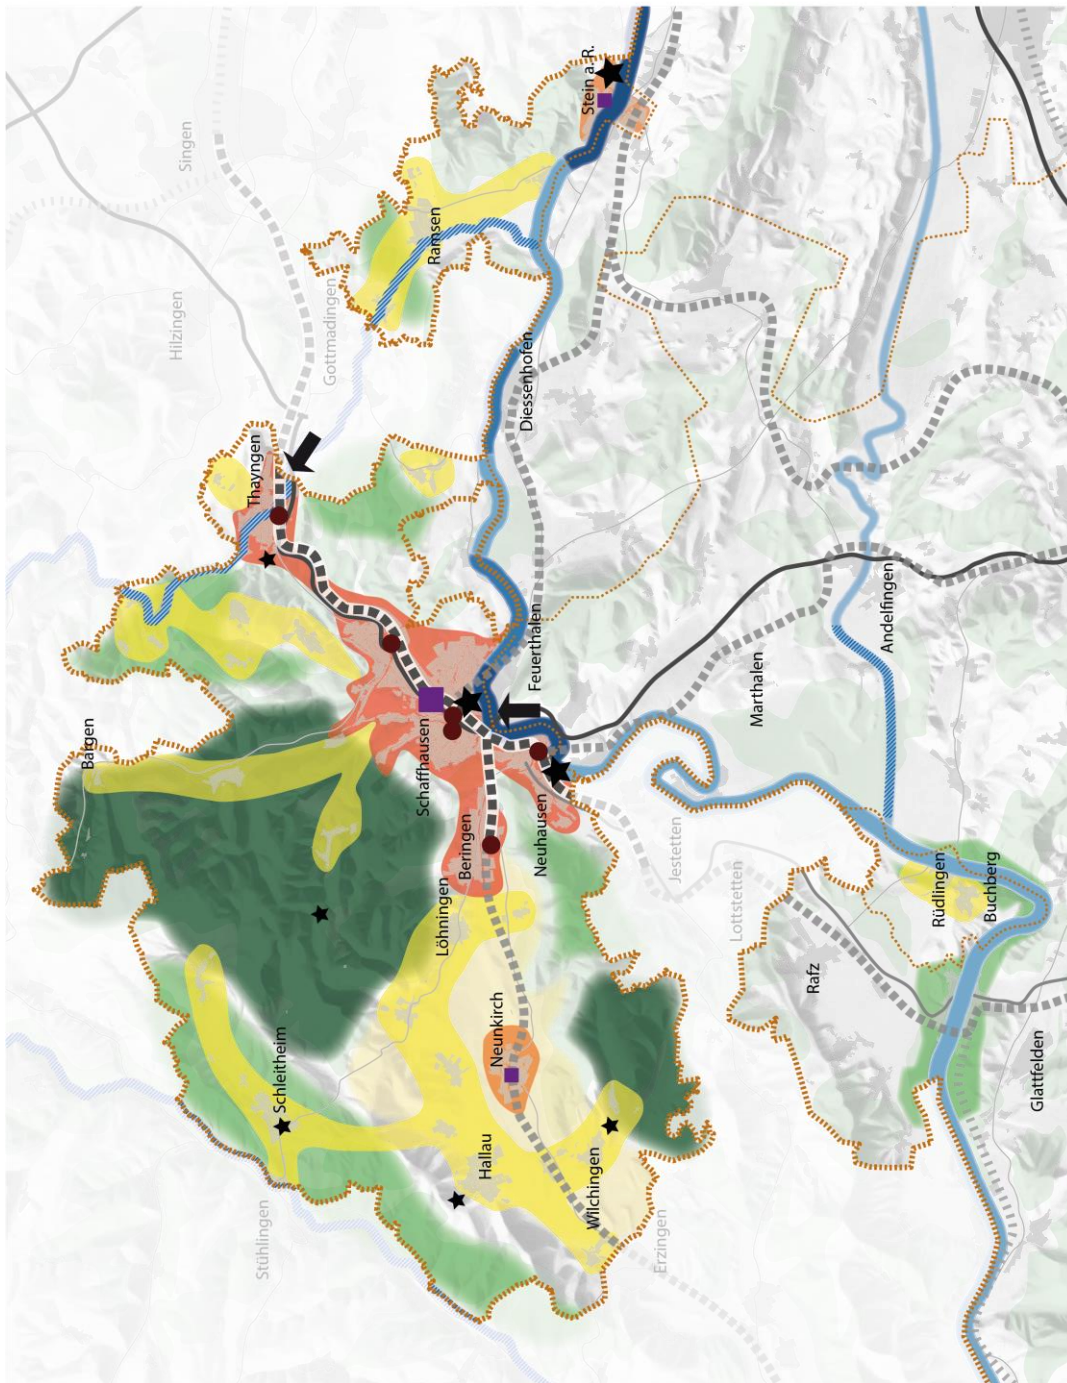 Stein a. R.
Singen
Ramsen
Hilzingen
Gottmadingen
Diessenhofen
Thayngen
Feuerthalen
Andelfingen
Marthalen
Bargen
Schaffhausen
Beringen
Neuhausen
Jestetten
Löhningen
Lottstetten
Rüdlingen
Buchberg
Rafz
Neunkirch
Schleitheim
Glattfelden
Hallau
Wilchingen
Stühlingen
Erzingen